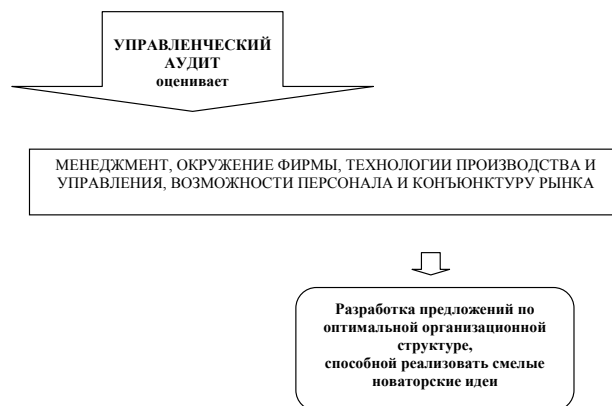 УПРАВЛЕНЧЕСКИЙ
АУДИТ
оценивает
МЕНЕДЖМЕНТ, ОКРУЖЕНИЕ ФИРМЫ, ТЕХНОЛОГИИ ПРОИЗВОДСТВА И
УПРАВЛЕНИЯ, ВОЗМОЖНОСТИ ПЕРСОНАЛА И КОНЪЮНКТУРУ РЫНКА
Разработка предложений по
оптимальной организационной
структуре,
способной реализовать смелые
новаторские идеи